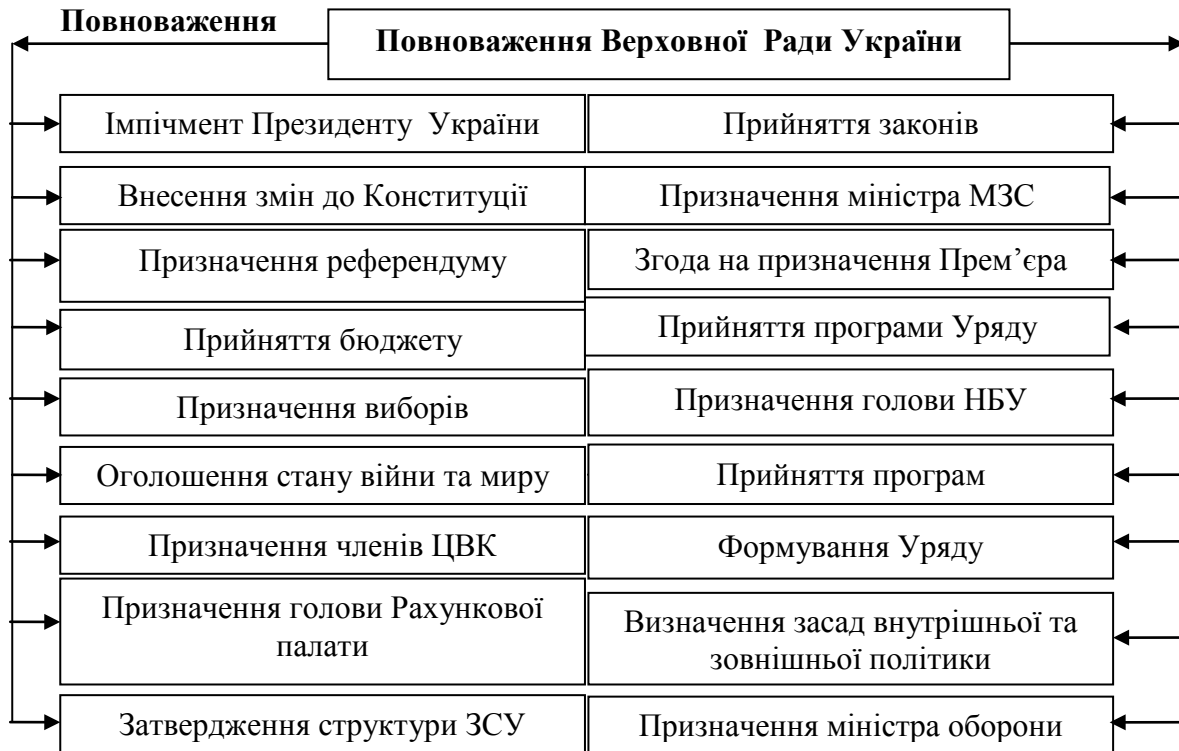 Повноваження
Повноваження Верховної Ради України
Імпічмент Президенту України
Прийняття законів
Внесення змін до Конституції
Призначення міністра МЗС
Призначення референдуму
Згода на призначення Прем’єра
Прийняття бюджету
Прийняття програми Уряду
Призначення виборів
Призначення голови НБУ
Оголошення стану війни та миру
Прийняття програм
Призначення членів ЦВК
Формування Уряду
Призначення голови Рахункової
палати
Визначення засад внутрішньої та
зовнішньої політики
Затвердження структури ЗСУ
Призначення міністра оборони